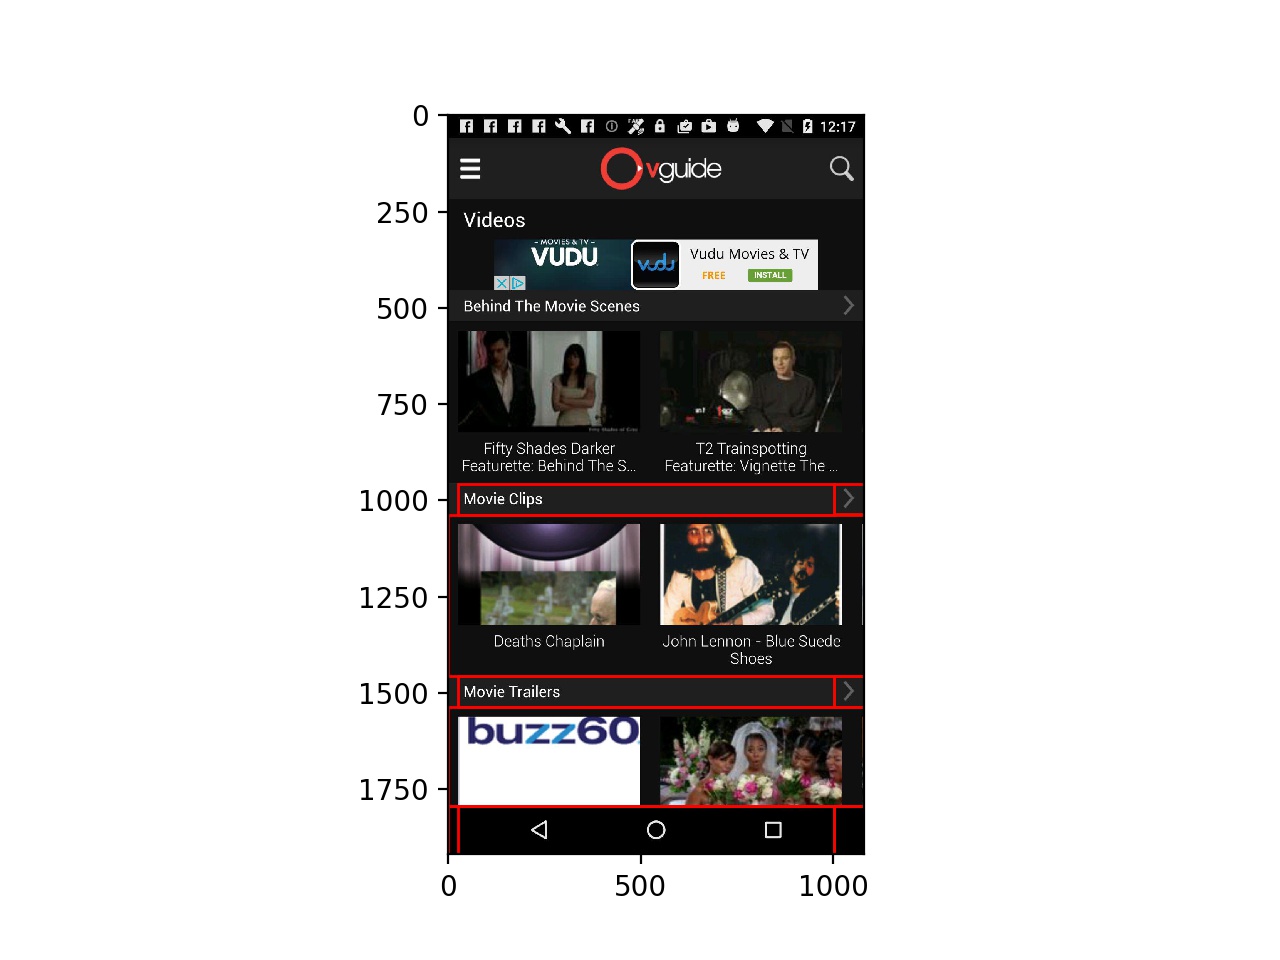 0
250
500
750
1000
1250
1500
1750
0 500 1000
12:17
vguide
Videos
– MOVIES & TV –
VUDU
vudu
Vudu Movies & TV
FREE INSTALL
Behind The Movie Scenes
Fifty Shades Darker
Featurette: Behind The S...
T2 Trainspotting
Featurette: Vignette The ...
Movie Clips
Deaths Chaplain
John Lennon - Blue Suede
Shoes
Movie Trailers
buzz60